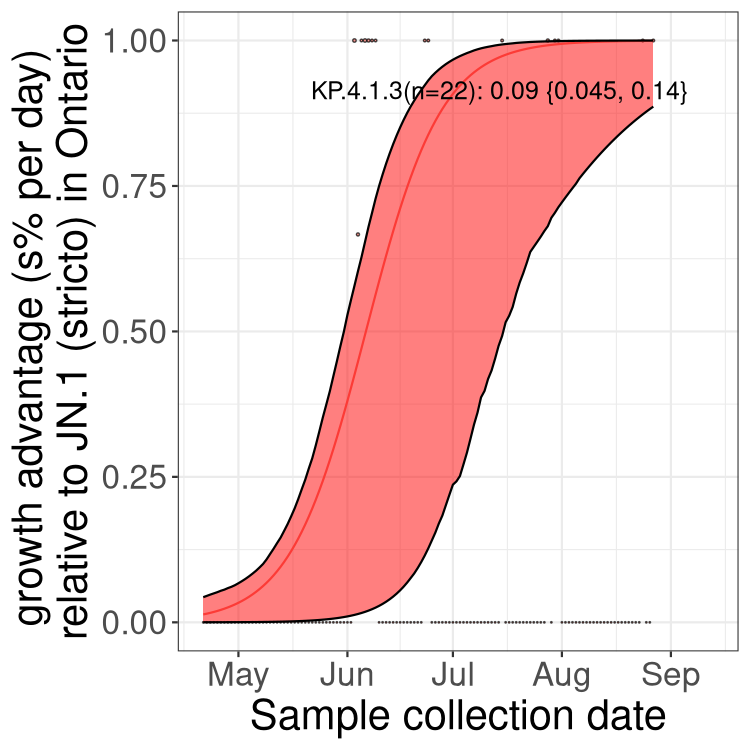 growth advantage (s% per day)
relative to JN.1 (stricto) in Ontario
1.00
0.75
0.50
0.25
0.00
KP.4.1.3(n=22): 0.09 {0.045, 0.14}
May Jun Jul Aug Sep
Sample collection date